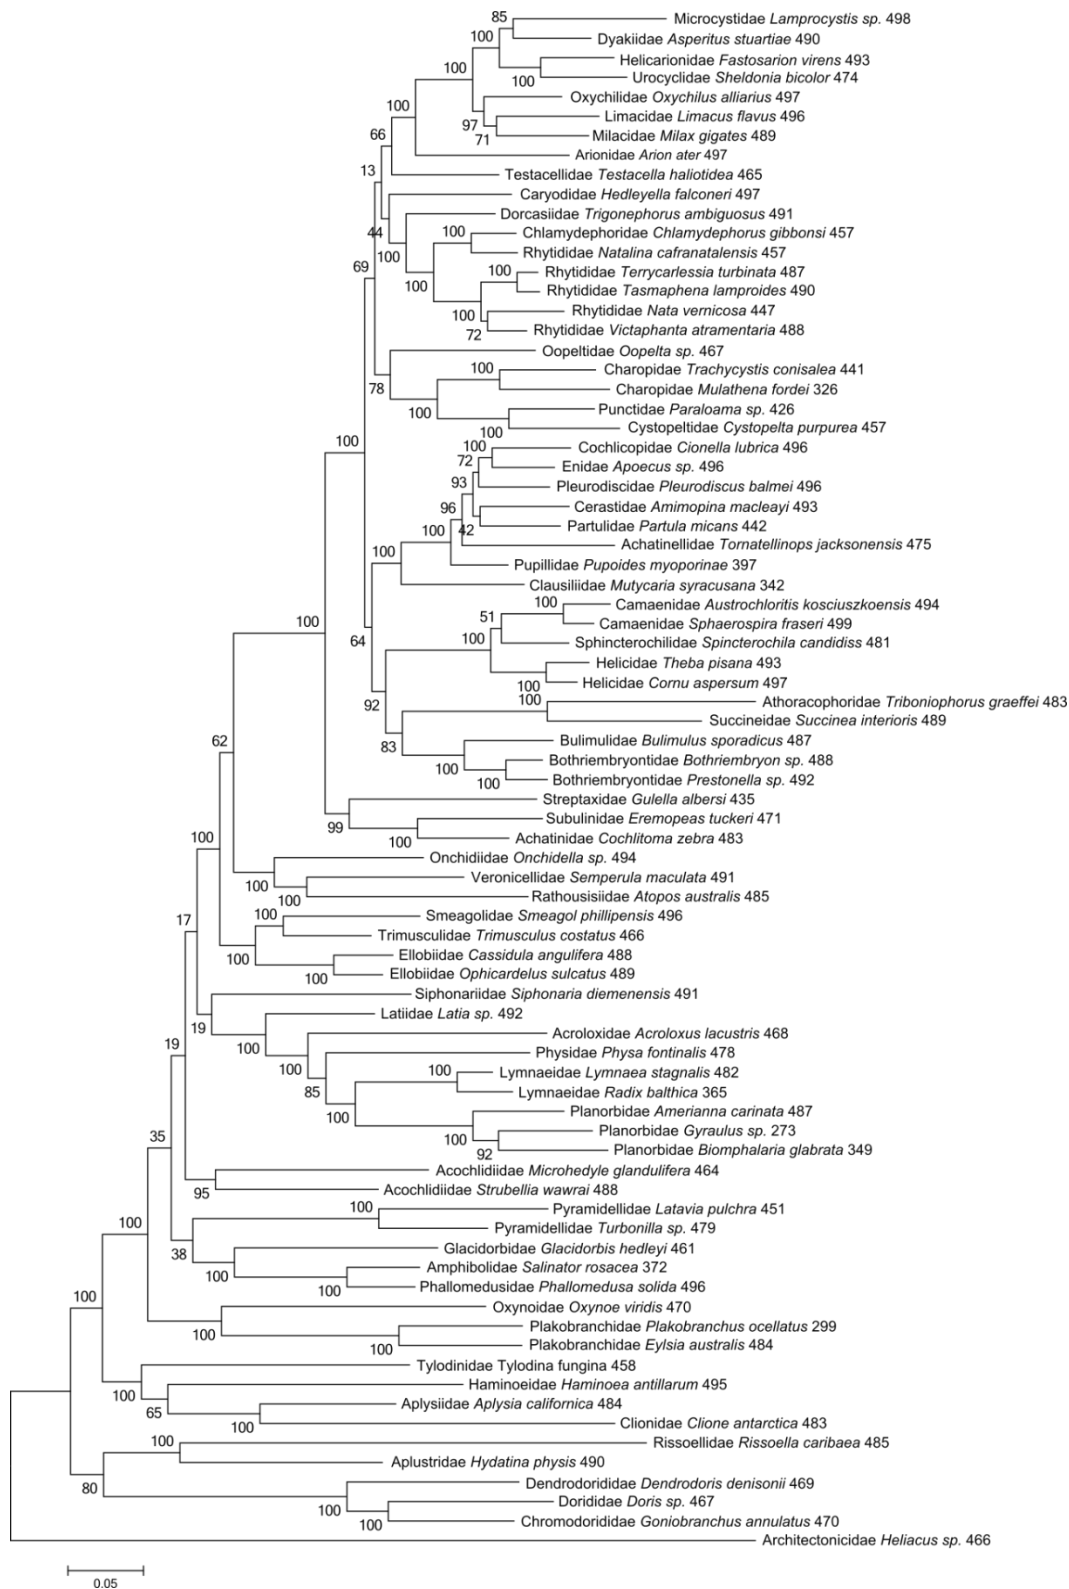 85
Microcystidae Lamprocystis sp. 498
100
Dyakiidae Asperitus stuartiae 490
100
Helicarionidae Fastosarion virens 493
100
Urocyclidae Sheldonia bicolor 474
100
Oxychilidae Oxychilus alliarius 497
97
Limacidae Limacus flavus 496
66
71
Milacidae Milax gigates 489
Arionidae Arion ater 497
13
Testacellidae Testacella haliotidea 465
Caryodidae Hedleyella falconeri 497
Dorcasiidae Trigonephorus ambiguosus 491
44
100
Chlamydephoridae Chlamydephorus gibbonsi 457
100
Rhytididae Natalina cafranatalensis 457
69
100
Rhytididae Terrycarlessia turbinata 487
100
Rhytididae Tasmaphena lamproides 490
100
Rhytididae Nata vernicosa 447
72
Rhytididae Victaphanta atramentaria 488
Oopeltidae Oopelta sp. 467
100
Charopidae Trachycystis conisalea 441
78
Charopidae Mulathena fordei 326
100
Punctidae Paraloama sp. 426
100
Cystopeltidae Cystopelta purpurea 457
100
100
Cochlicopidae Cionella lubrica 496
72
Enidae Apoecus sp. 496
93
Pleurodiscidae Pleurodiscus balmei 496
96
Cerastidae Amimopina macleayi 493
100
42
Partulidae Partula micans 442
100
Achatinellidae Tornatellinops jacksonensis 475
Pupillidae Pupoides myoporinae 397
Clausiliidae Mutycaria syracusana 342
100
Camaenidae Austrochloritis kosciuszkoensis 494
51
100
Camaenidae Sphaerospira fraseri 499
64
100
Sphincterochilidae Spincterochila candidiss 481
Helicidae Theba pisana 493
100
Helicidae Cornu aspersum 497
92
100
Athoracophoridae Triboniophorus graeffei 483
Succineidae Succinea interioris 489
62
83
Bulimulidae Bulimulus sporadicus 487
100
Bothriembryontidae Bothriembryon sp. 488
100
Bothriembryontidae Prestonella sp. 492
Streptaxidae Gulella albersi 435
99
Subulinidae Eremopeas tuckeri 471
100
100
Achatinidae Cochlitoma zebra 483
Onchidiidae Onchidella sp. 494
100
Veronicellidae Semperula maculata 491
100
Rathousisiidae Atopos australis 485
17
100
Smeagolidae Smeagol phillipensis 496
Trimusculidae Trimusculus costatus 466
100
Ellobiidae Cassidula angulifera 488
100
Ellobiidae Ophicardelus sulcatus 489
Siphonariidae Siphonaria diemenensis 491
19
Latiidae Latia sp. 492
19
100
Acroloxidae Acroloxus lacustris 468
100
Physidae Physa fontinalis 478
85
100
Lymnaeidae Lymnaea stagnalis 482
Lymnaeidae Radix balthica 365
100
Planorbidae Amerianna carinata 487
35
100
Planorbidae Gyraulus sp. 273
92
Planorbidae Biomphalaria glabrata 349
Acochlidiidae Microhedyle glandulifera 464
95
Acochlidiidae Strubellia wawrai 488
100
Pyramidellidae Latavia pulchra 451
100
Pyramidellidae Turbonilla sp. 479
38
Glacidorbidae Glacidorbis hedleyi 461
100
Amphibolidae Salinator rosacea 372
100
Phallomedusidae Phallomedusa solida 496
100
Oxynoidae Oxynoe viridis 470
100
Plakobranchidae Plakobranchus ocellatus 299
100
Plakobranchidae Eylsia australis 484
Tylodinidae Tylodina fungina 458
100
Haminoeidae Haminoea antillarum 495
65
Aplysiidae Aplysia californica 484
100
Clionidae Clione antarctica 483
100
Rissoellidae Rissoella caribaea 485
Aplustridae Hydatina physis 490
80
Dendrodorididae Dendrodoris denisonii 469
100
Dorididae Doris sp. 467
100
Chromodorididae Goniobranchus annulatus 470
Architectonicidae Heliacus sp. 466
0.05